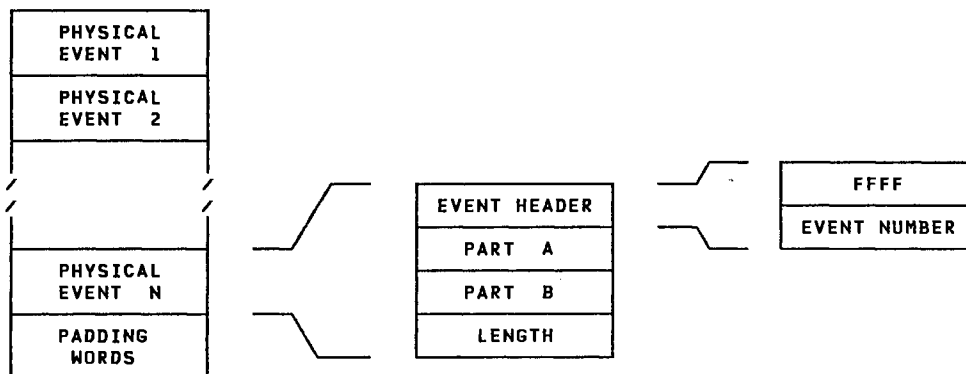 PHYSICAL
EVENT 1
PHYSICAL
EVENT 2
PHYSICAL
EVENT N
PADDING
WORDS
EVENT HEADER
PART A
PART B
LENGTH
FFFF
EVENT NUMBER